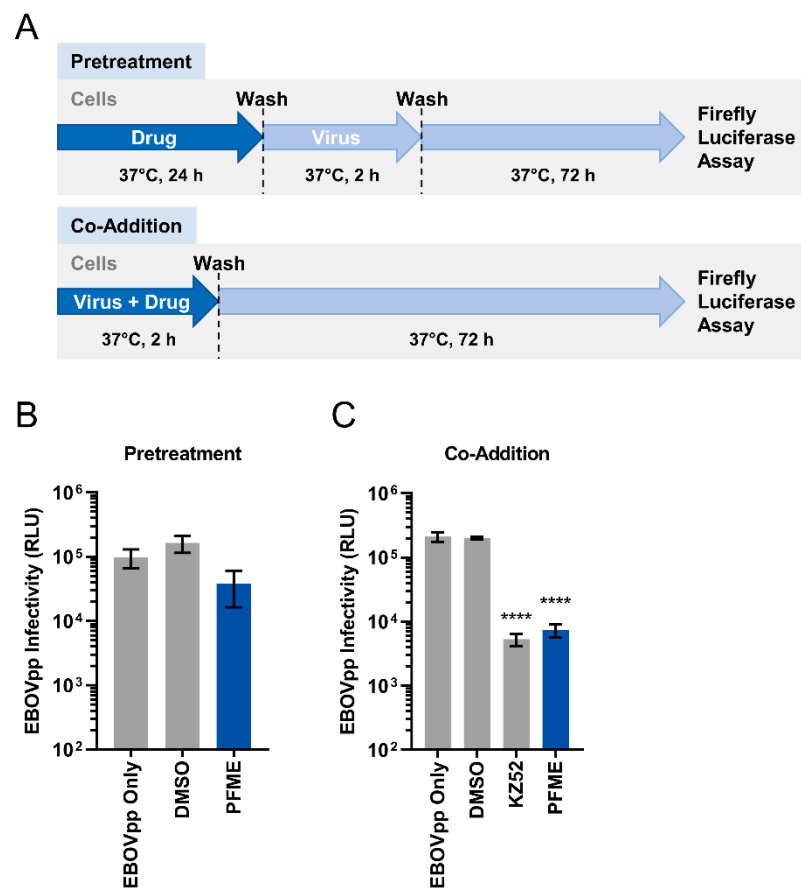 A
Pretreatment
Cells
Wash
Wash
Drug
Virus
Firefly
Luciferase
Assay
37°C, 24 h
37°C, 2 h
37°C, 72 h
Co-Addition
Cells
Wash
Virus + Drug
Firefly
Luciferase
Assay
37°C, 2 h
37°C, 72 h
B
Pretreatment
EBOVpp Infectivity (RLU)
10⁶
10⁵
10⁴
10³
10²
EBOVpp Only
DMSO
PFME
C
Co-Addition
EBOVpp Infectivity (RLU)
10⁶
10⁵
10⁴
10³
10²
****
****
EBOVpp Only
DMSO
KZ52
PFME